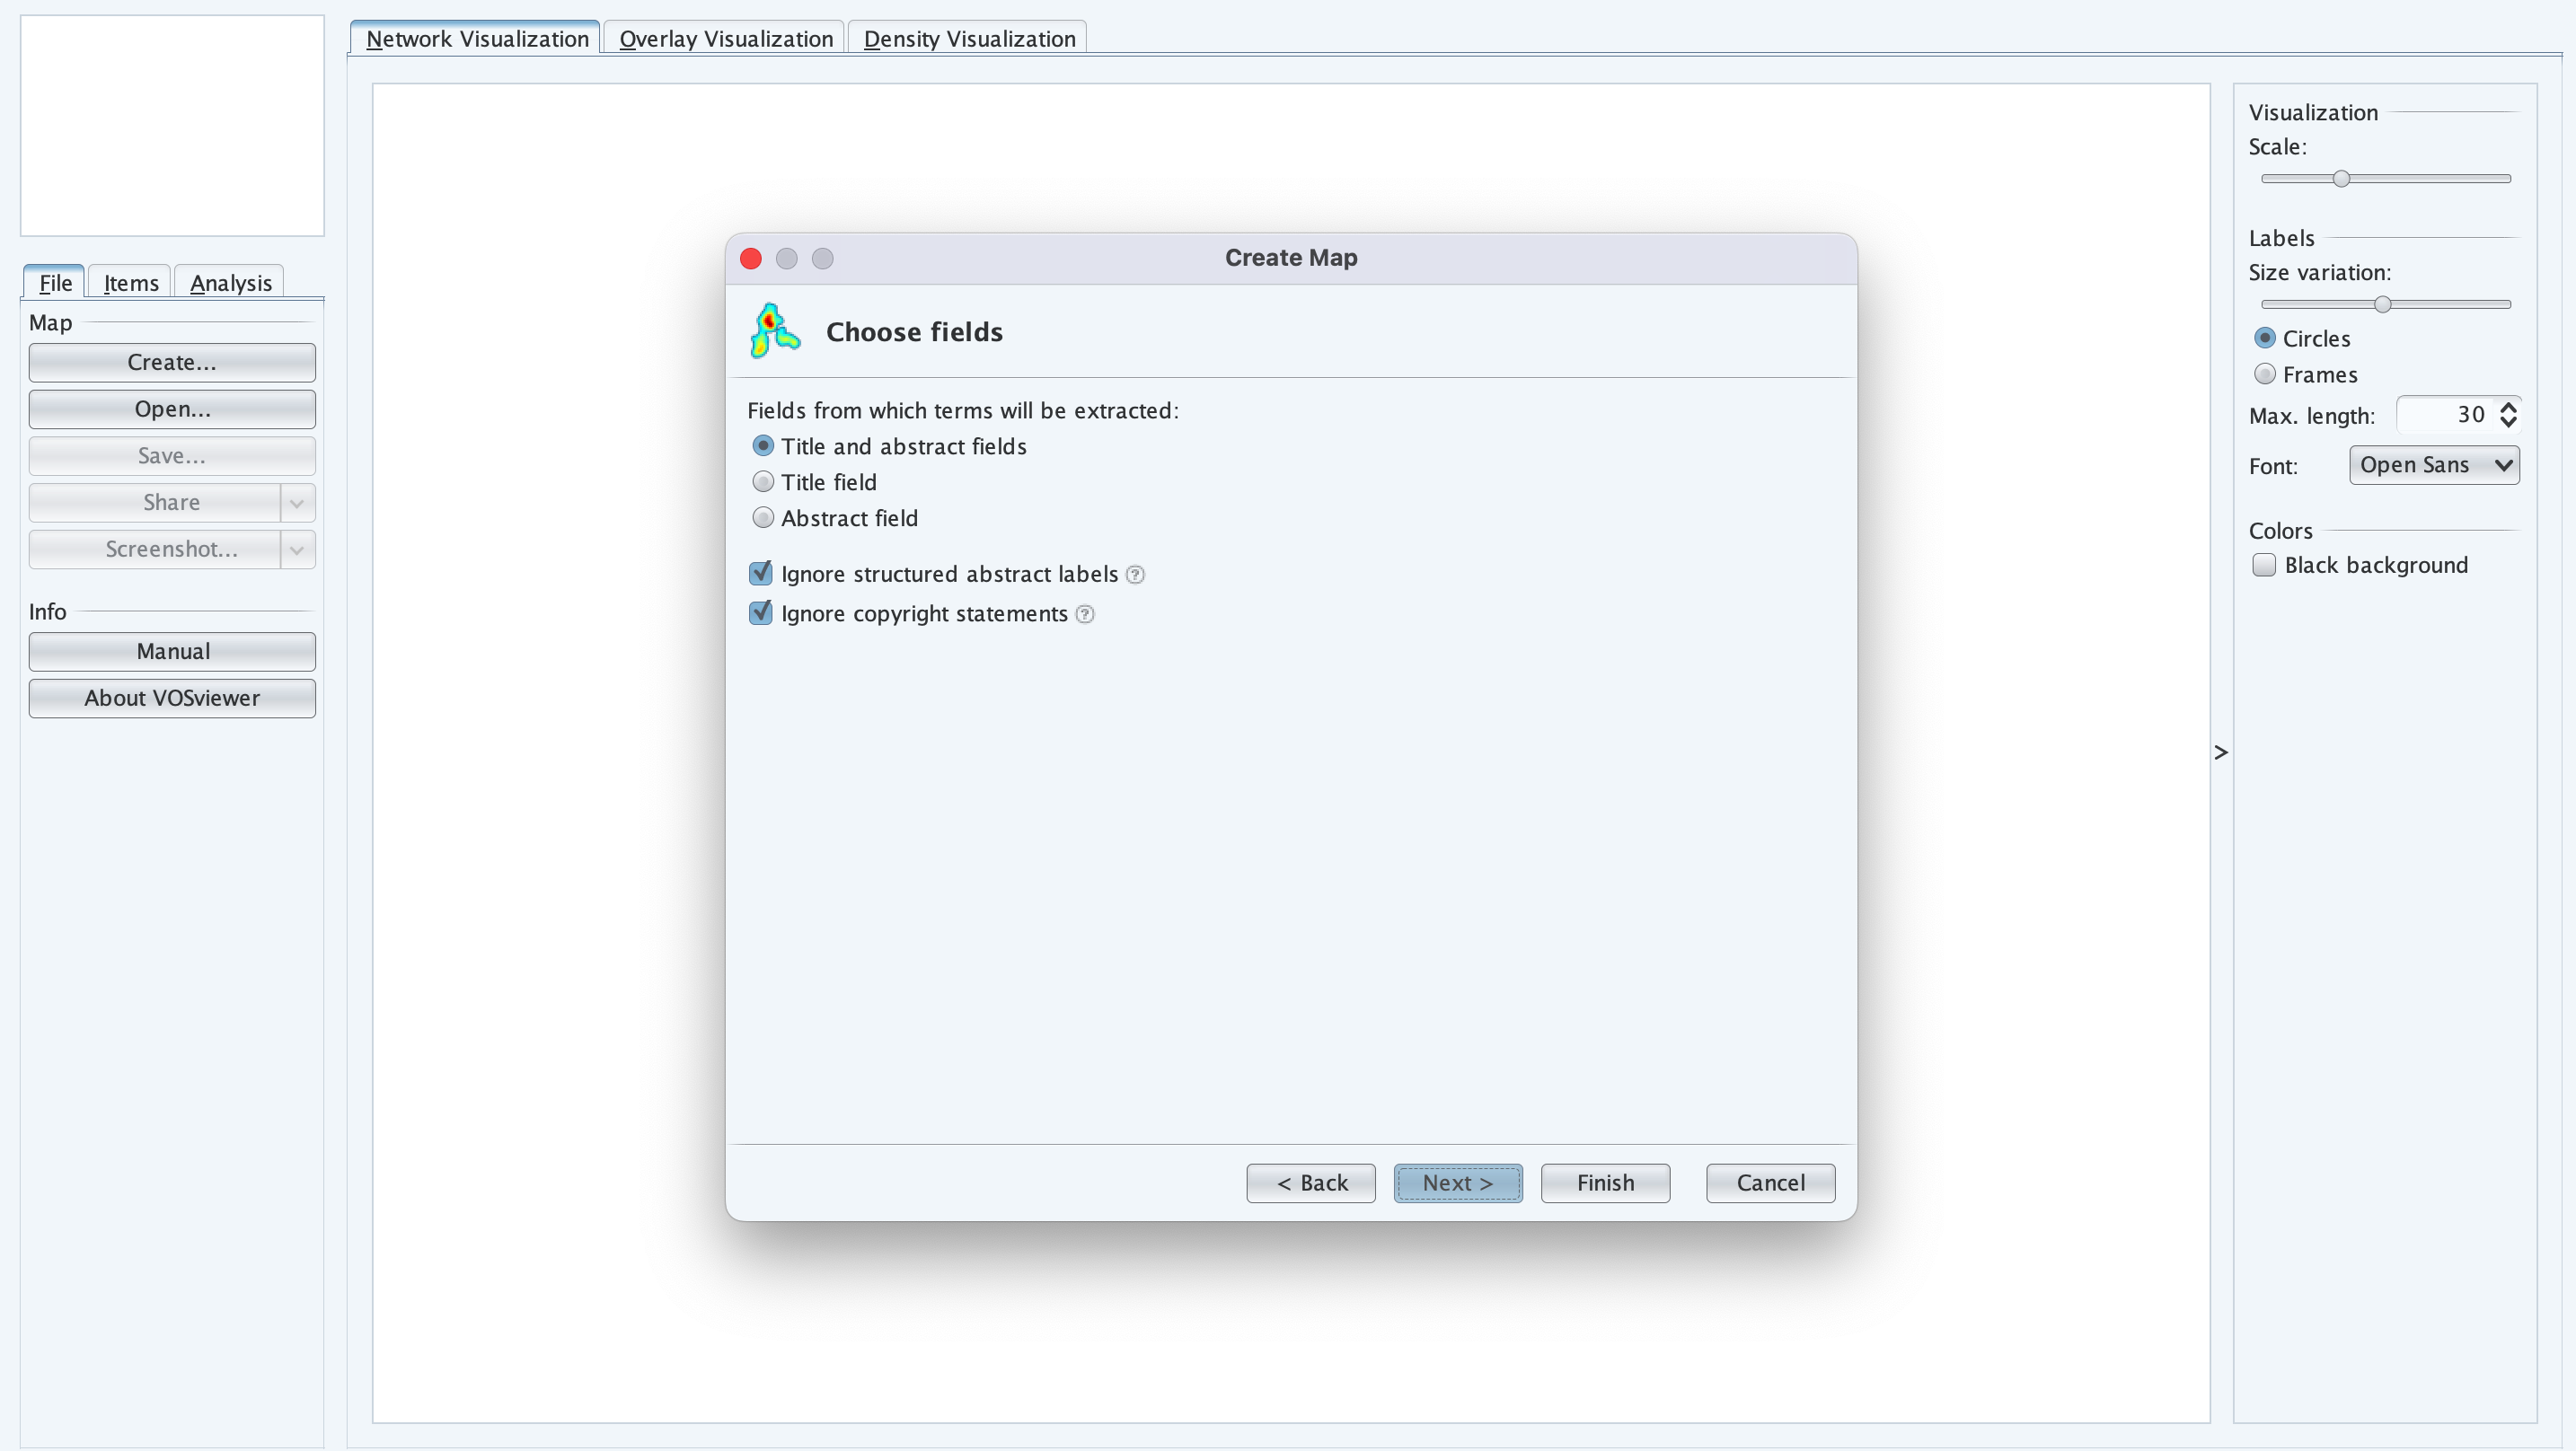 Network Visualization
Overlay Visualization
Density Visualization
File
Items
Analysis
Map
Create...
Open...
Save...
Share
Screenshot...
Info
Manual
About VOSviewer
Create Map
Choose fields
Fields from which terms will be extracted:
Title and abstract fields
Title field
Abstract field
Ignore structured abstract labels ?
Ignore copyright statements ?
< Back
Next >
Finish
Cancel
>
Visualization
Scale:
Labels
Size variation:
Circles
Frames
Max. length: 30
Font: Open Sans
Colors
Black background